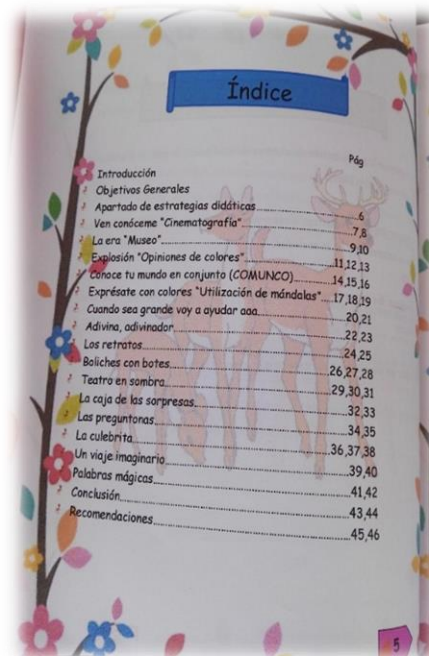 Índice
Pág
Introducción
Objetivos Generales
Apartado de estrategias didáticas 6
Ven conóceme "Cinematografía" 7,8
La era "Museo" 9,10
Explosión "Opiniones de colores" 11,12,13
Conoce tu mundo en conjunto (COMUNCO) 14,15,16
Exprésate con colores "Utilización de mándalas" 17,18,19
Cuando sea grande voy a ayudar aaa 20,21
Adivina, adivinador 22,23
Los retratos 24,25
Boliches con botes 26,27,28
Teatro en sombra 29,30,31
La caja de las sorpresas 32,33
Las preguntonas 34,35
La culebrita 36,37,38
Un viaje imaginario 39,40
Palabras mágicas 41,42
Conclusión 43,44
Recomendaciones 45,46
5